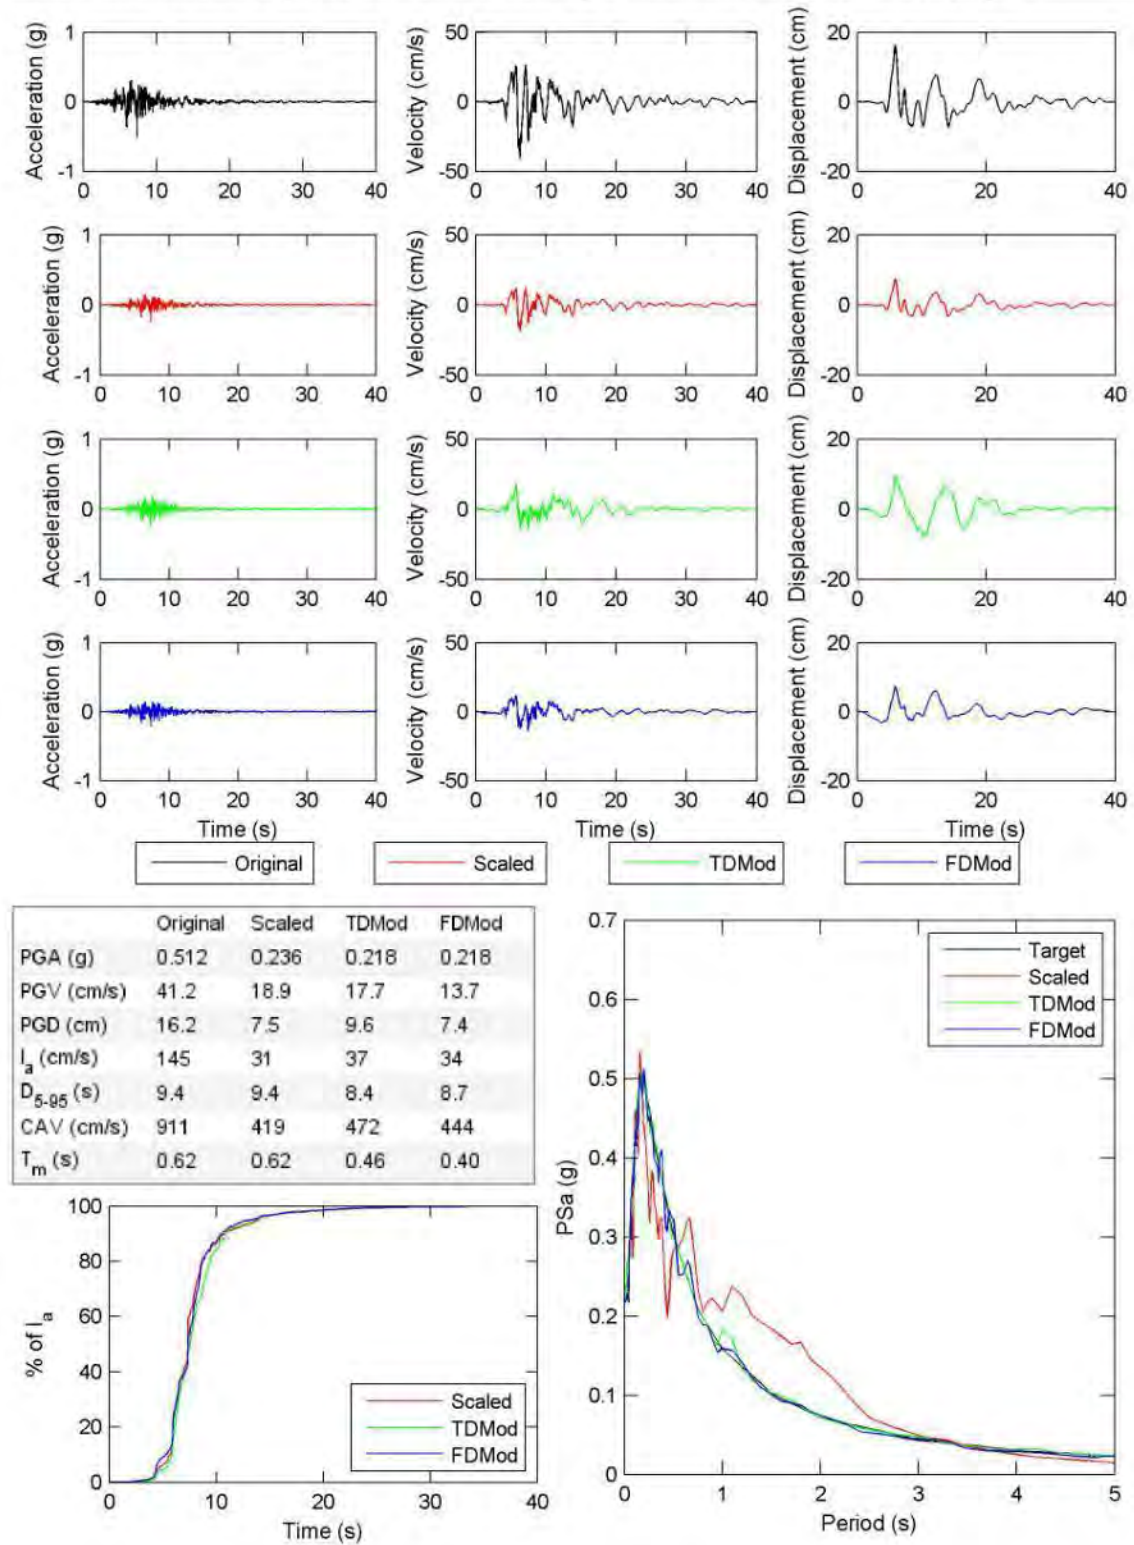 Acceleration (g)
1
0
-1
0 10 20 30 40
Velocity (cm/s)
50
0
-50
0 10 20 30 40
Displacement (cm)
20
0
-20
0 20 40
Acceleration (g)
1
0
-1
0 10 20 30 40
Velocity (cm/s)
50
0
-50
0 10 20 30 40
Displacement (cm)
20
0
-20
0 20 40
Acceleration (g)
1
0
-1
0 10 20 30 40
Velocity (cm/s)
50
0
-50
0 10 20 30 40
Displacement (cm)
20
0
-20
0 20 40
Acceleration (g)
1
0
-1
0 10 20 30 40
Time (s)
Velocity (cm/s)
50
0
-50
0 10 20 30 40
Time (s)
Displacement (cm)
20
0
-20
0 20 40
Time (s)
Original Scaled TDMod FDMod
Original Scaled TDMod FDMod
PGA (g) 0.512 0.236 0.218 0.218
PGV (cm/s) 41.2 18.9 17.7 13.7
PGD (cm) 16.2 7.5 9.6 7.4
Ia (cm/s) 145 31 37 34
D5-95 (s) 9.4 9.4 8.4 8.7
CAV (cm/s) 911 419 472 444
Tm (s) 0.62 0.62 0.46 0.40
% of Ia
100
80
60
40
20
0
0 10 20 30 40
Time (s)
Scaled
TDMod
FDMod
PSa (g)
0.7
0.6
0.5
0.4
0.3
0.2
0.1
0
0 1 2 3 4 5
Period (s)
Target
Scaled
TDMod
FDMod